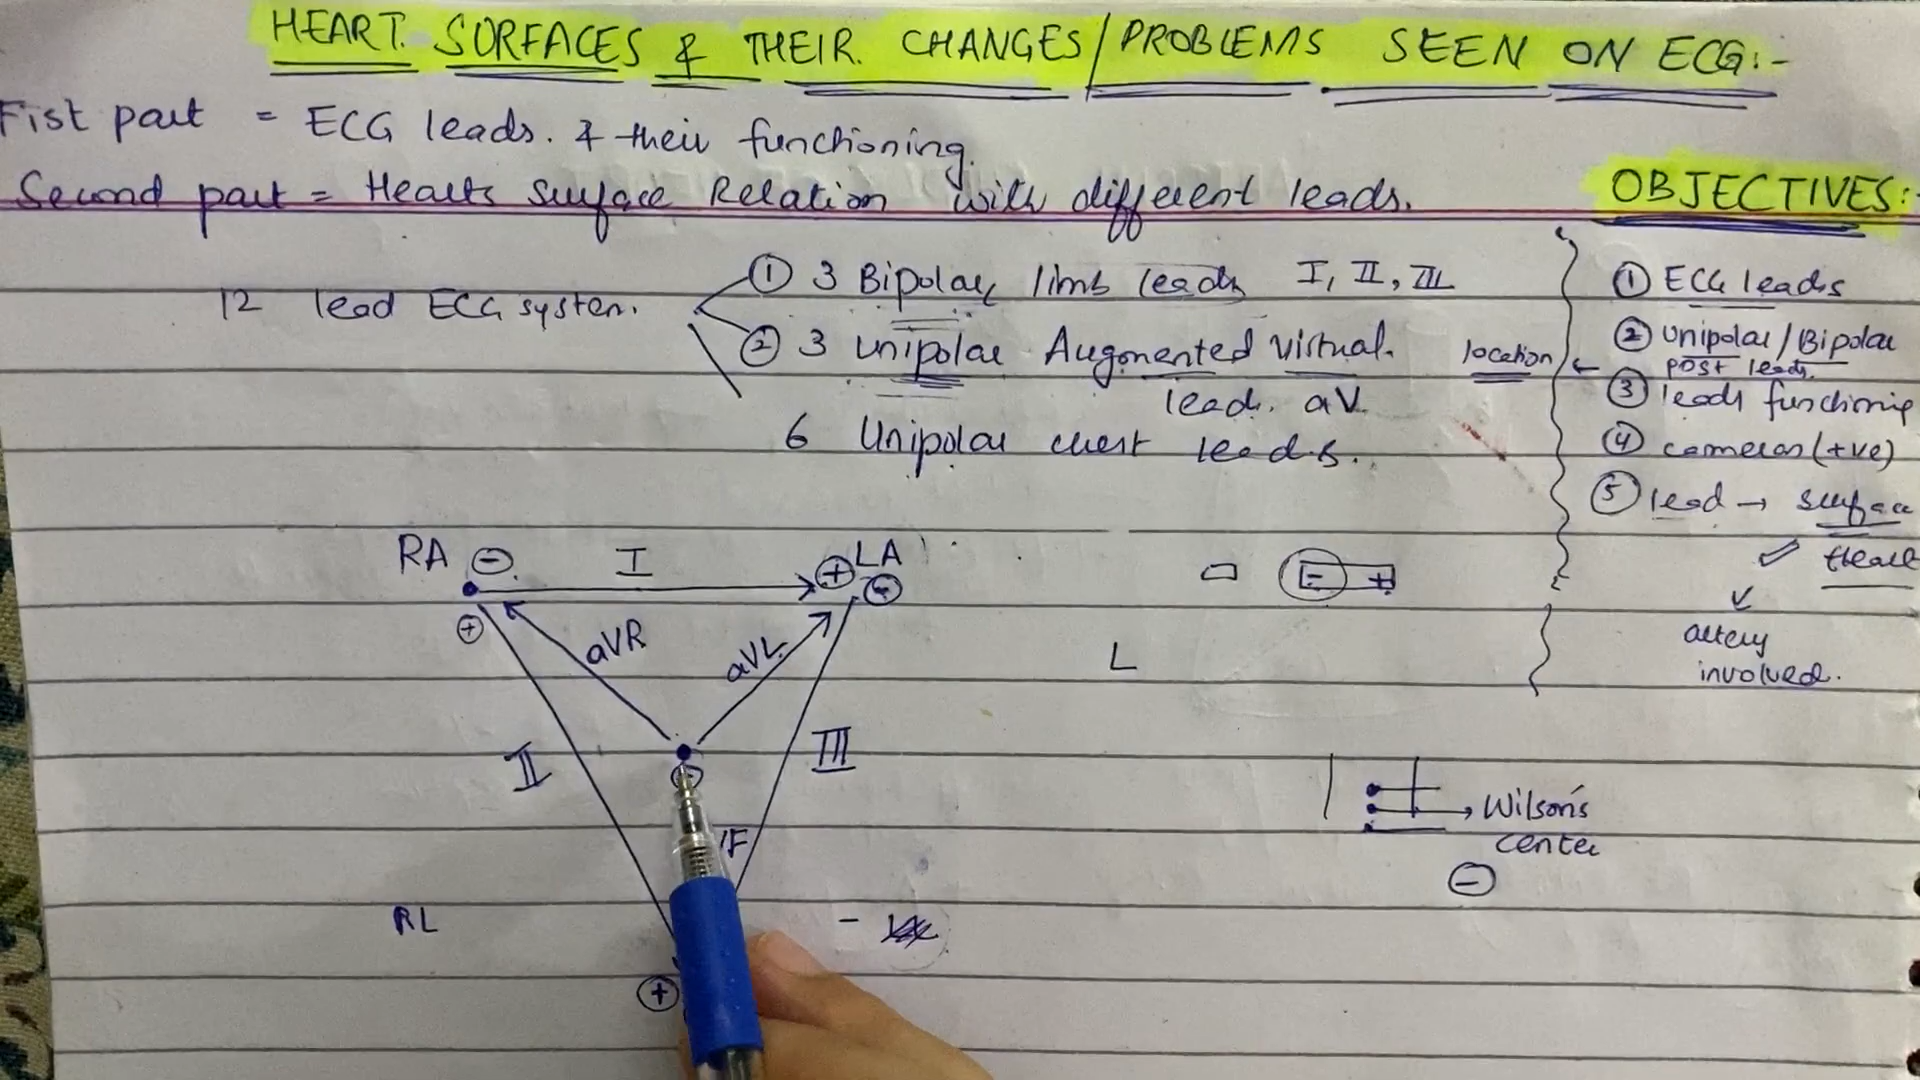 HEART SURFACES & THEIR CHANGES/PROBLEMS SEEN ON ECG:-
Fist part = ECG leads. & their functioning.
Second part = Hearts Surface Relation with different leads.
OBJECTIVES:-
12 lead ECG system.
① 3 Bipolar limb leads I, II, III
② 3 unipolar Augmented virtual.
lead. aV
6 Unipolar chest leads.
location
① ECG leads
② Unipolar/Bipolar
post leads.
③ leads functioning
④ cameras (+ve)
⑤ lead → surface
Heart
artery
involved.
RA ⊖ I ⊕ LA
⊕ ⊖
- +
aVR aVL
L
II III
⊖
VF
Wilson's
center
⊖
RL
-
⊕